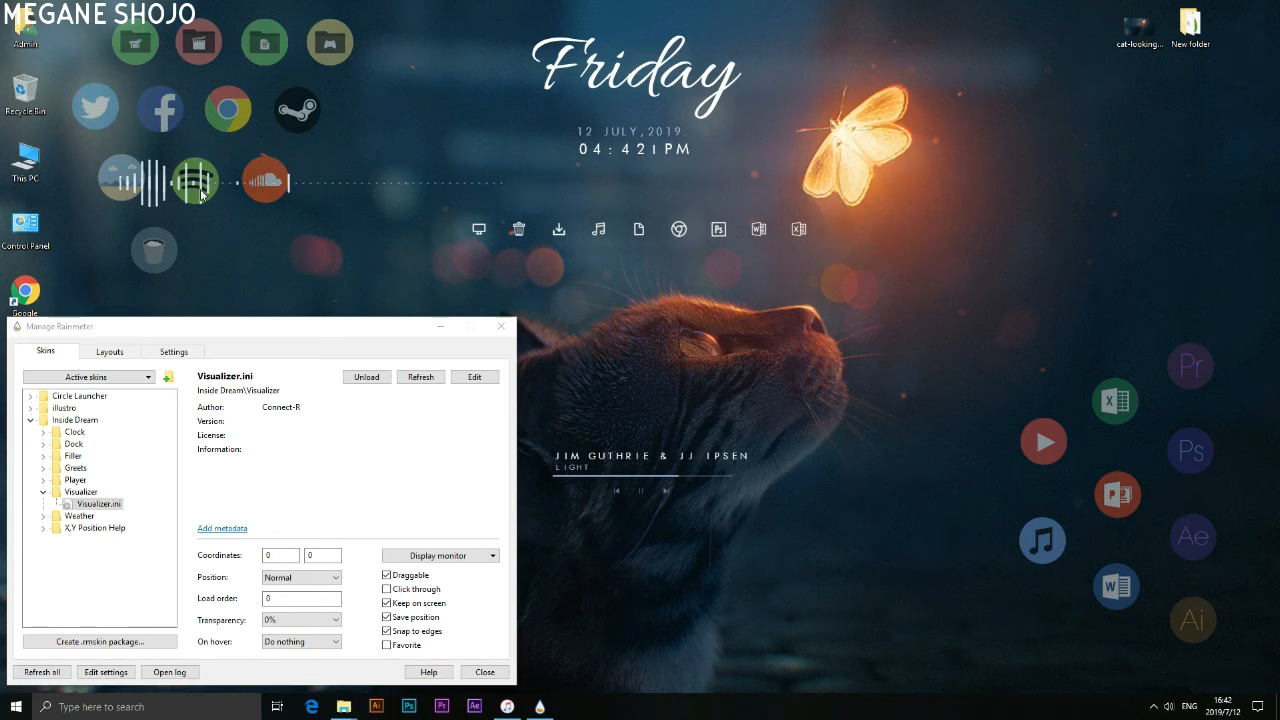 MEGANE SHOJO
Admin
Recycle Bin
This PC
Control Panel
Google
cat-looking...
New folder
Friday
12 JULY,2019.
04:421PM
Ps
Manage Rainmeter
Skins
Layouts
Settings
Active skins
Circle Launcher
illustro
Inside Dream
Clock
Dock
Filler
Greets
Player
Visualizer
Visualizer.ini
Weather
X,Y Position Help
Create .rmskin package...
Visualizer.ini
Unload
Refresh
Edit
Inside Dream\Visualizer
Author: Connect-R
Version:
License:
Information:
Add metadata
Coordinates: 0 0
Display monitor
Position: Normal
Load order: 0
Transparency: 0%
On hover: Do nothing
Draggable
Click through
Keep on screen
Save position
Snap to edges
Favorite
Refresh all
Edit settings
Open log
Help
Close
JIM GUTHRIE & JJ IPSEN
LIGHT
Pr
Ps
Ae
Ai
Type here to search
Ai
Ps
Pr
Ae
ENG
16:42
2019/7/12